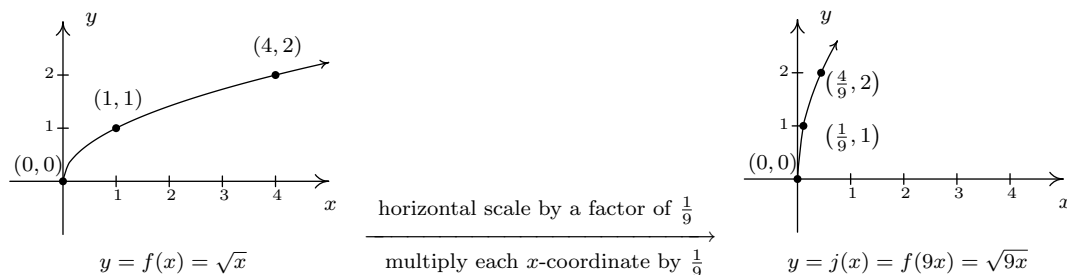 y
(4, 2)
2
(1, 1)
1
(0, 0)
1 2 3 4
x
y = f(x) = √x
horizontal scale by a factor of 1/9
multiply each x-coordinate by 1/9
y
2
(4/9, 2)
1
(1/9, 1)
(0, 0)
1 2 3 4
x
y = j(x) = f(9x) = √9x